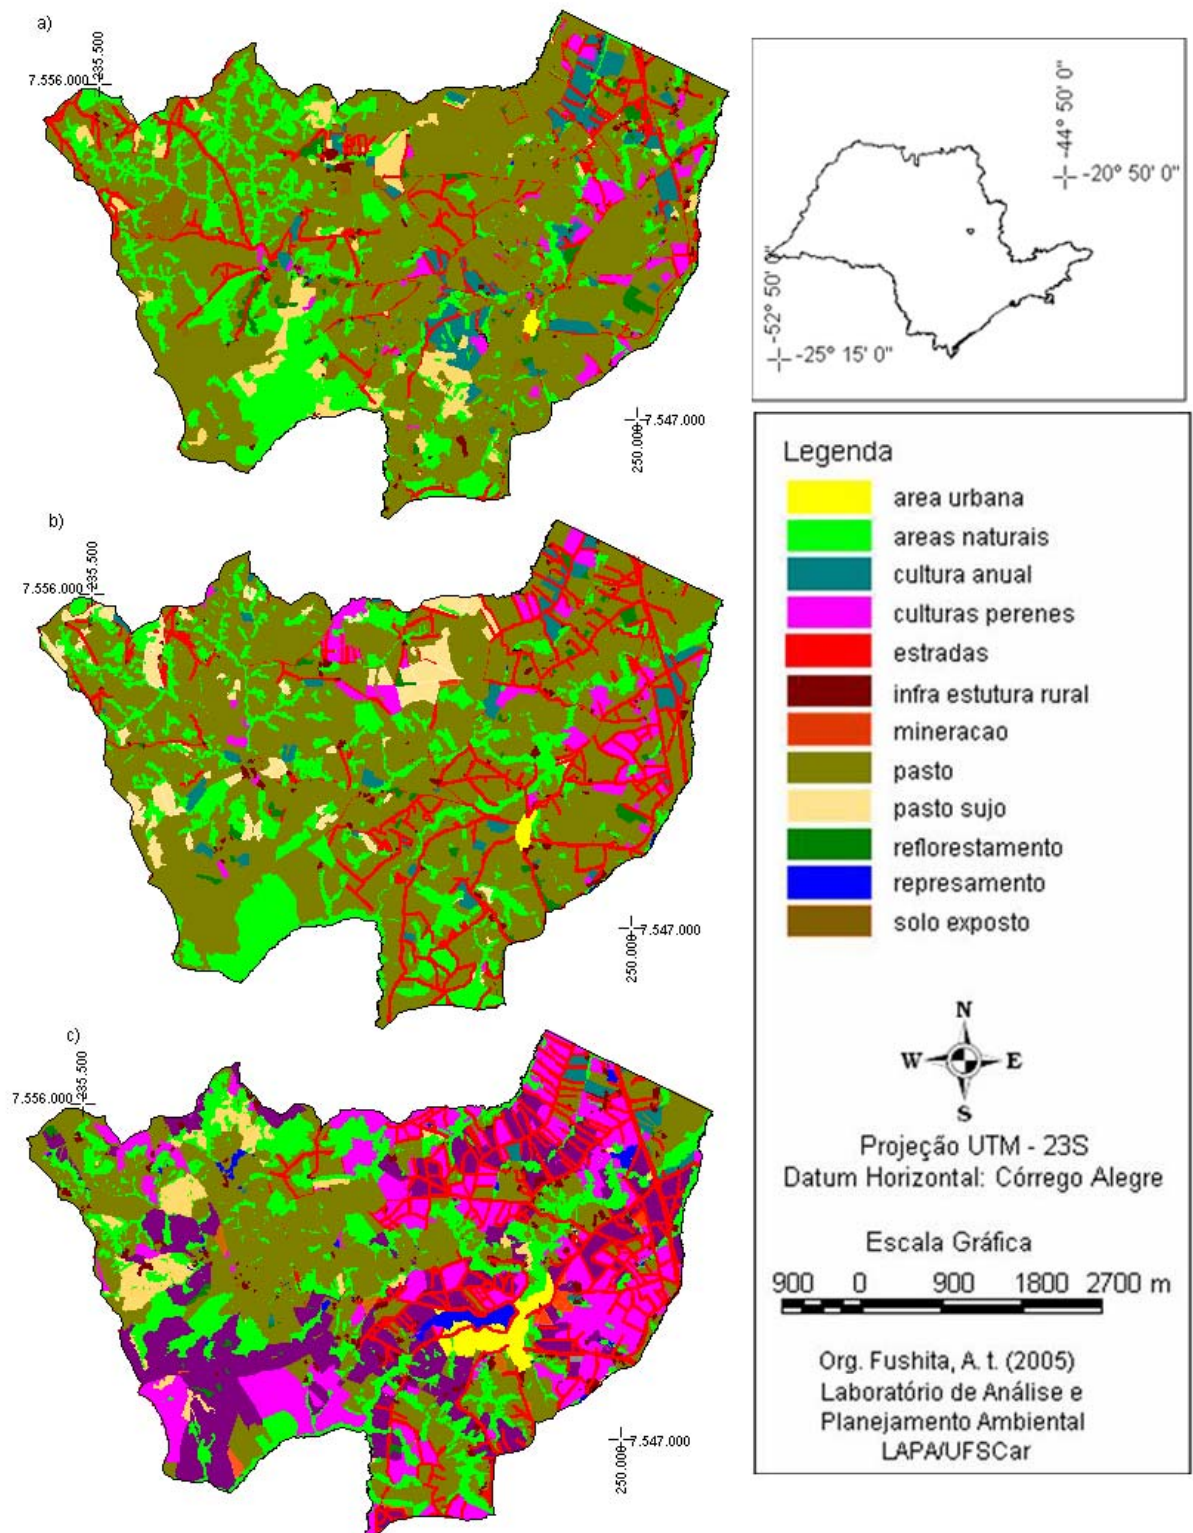 a)
235.500
7.556.000
250.000
7.547.000
b)
235.500
7.556.000
250.000
7.547.000
c)
235.500
7.556.000
250.000
7.547.000
-44° 50' 0"
-20° 50' 0"
-52° 50' 0"
-25° 15' 0"
Legenda
area urbana
areas naturais
cultura anual
culturas perenes
estradas
infra estutura rural
mineracao
pasto
pasto sujo
reflorestamento
represamento
solo exposto
N
W E
S
Projeção UTM - 23S
Datum Horizontal: Córrego Alegre
Escala Gráfica
900 0 900 1800 2700 m
Org. Fushita, A. t. (2005)
Laboratório de Análise e
Planejamento Ambiental
LAPA/UFSCar